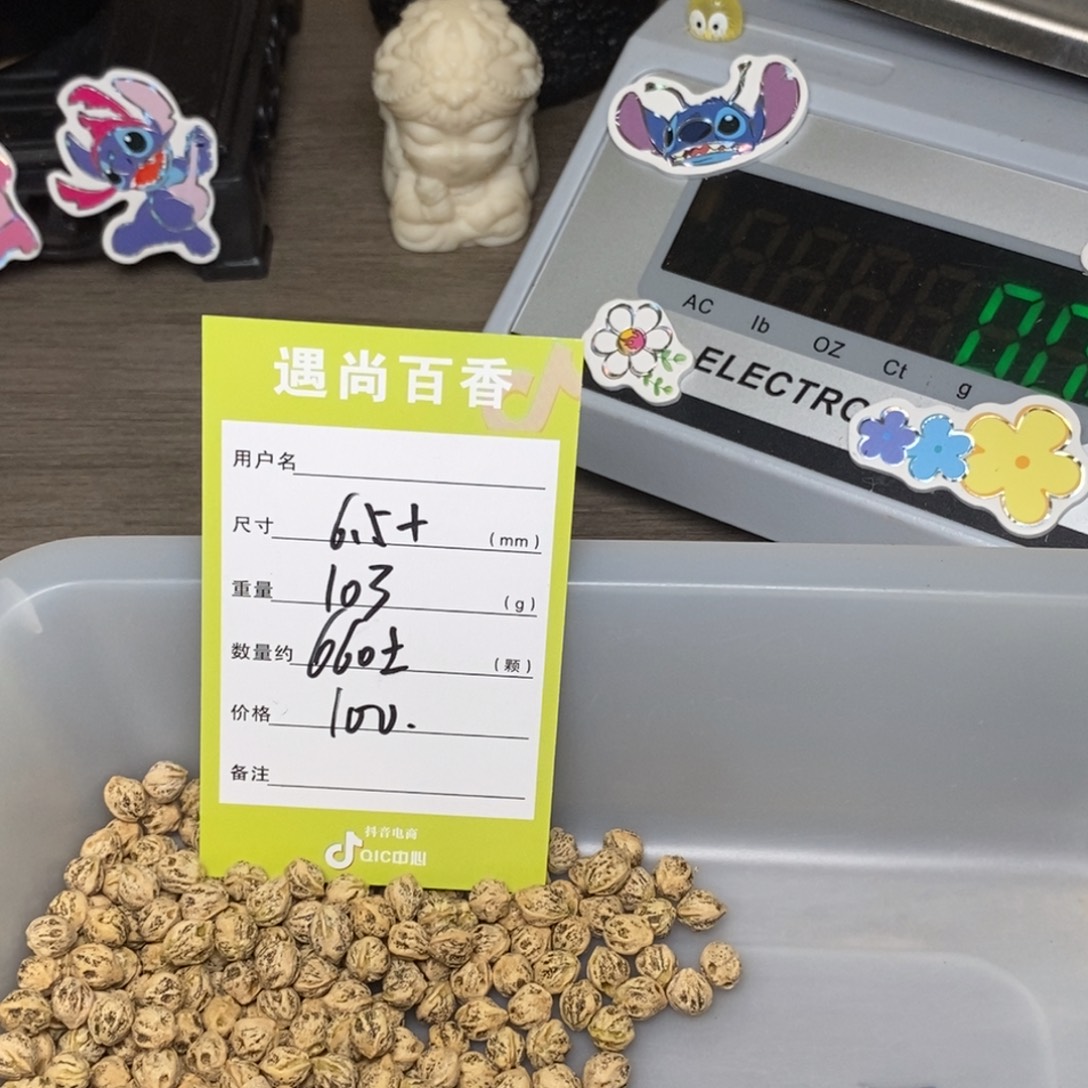 AC lb OZ Ct g
ELECTRO
遇尚百香
用户名
尺寸 6.5+ (mm)
重量 103 (g)
数量约 660± (颗)
价格 100.
备注
抖音电商
QIC中心